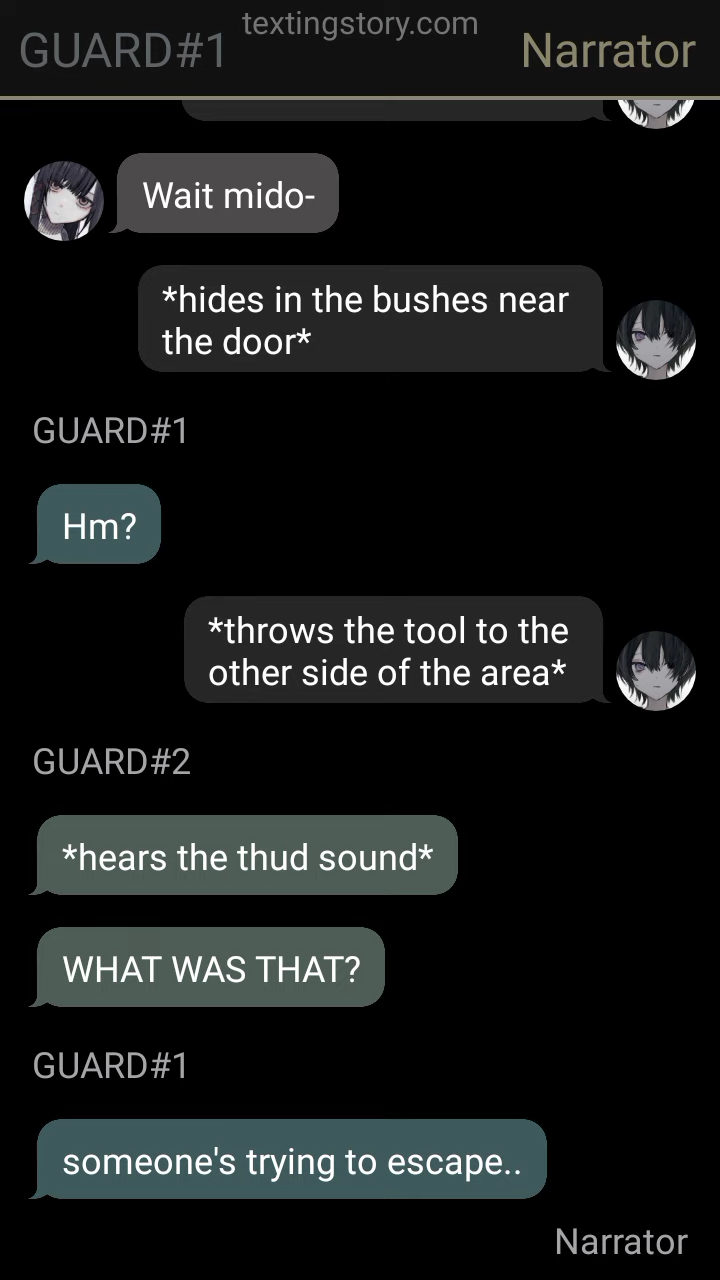 textingstory.com
GUARD#1
Narrator
Wait mido-
*hides in the bushes near
the door*
GUARD#1
Hm?
*throws the tool to the
other side of the area*
GUARD#2
*hears the thud sound*
WHAT WAS THAT?
GUARD#1
someone's trying to escape..
Narrator